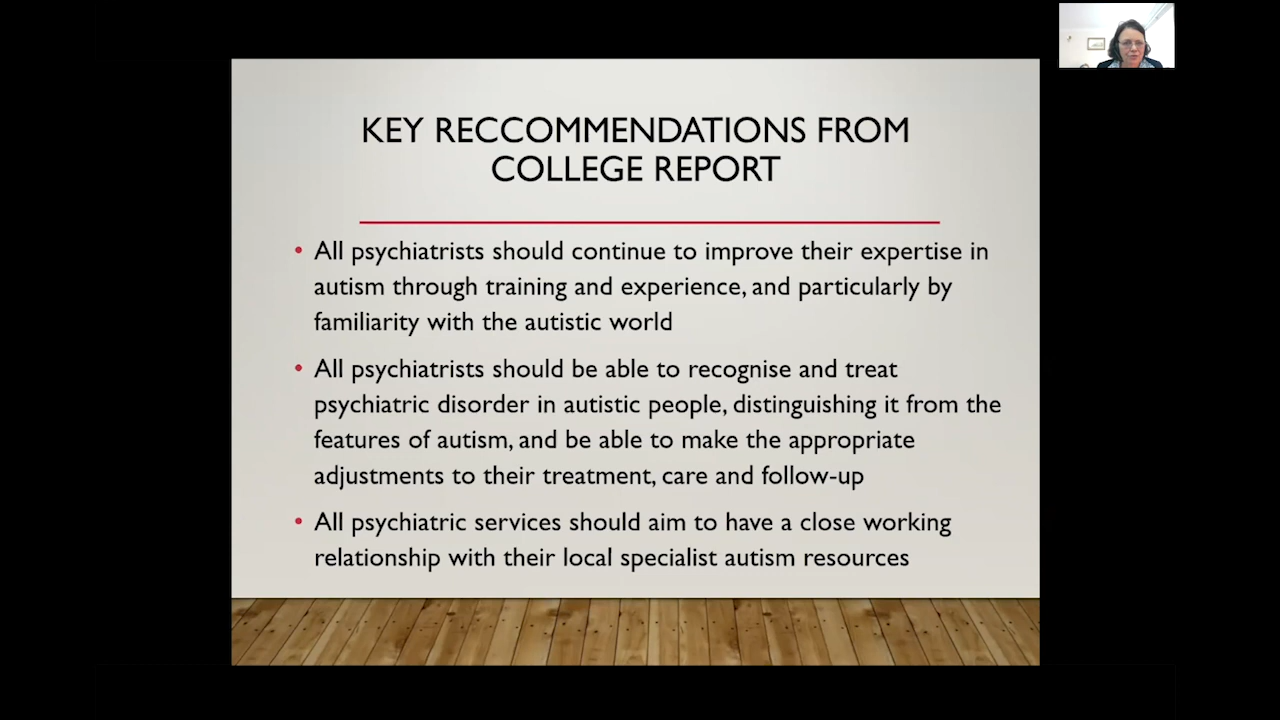 KEY RECCOMMENDATIONS FROM
COLLEGE REPORT
• All psychiatrists should continue to improve their expertise in
autism through training and experience, and particularly by
familiarity with the autistic world
• All psychiatrists should be able to recognise and treat
psychiatric disorder in autistic people, distinguishing it from the
features of autism, and be able to make the appropriate
adjustments to their treatment, care and follow-up
• All psychiatric services should aim to have a close working
relationship with their local specialist autism resources